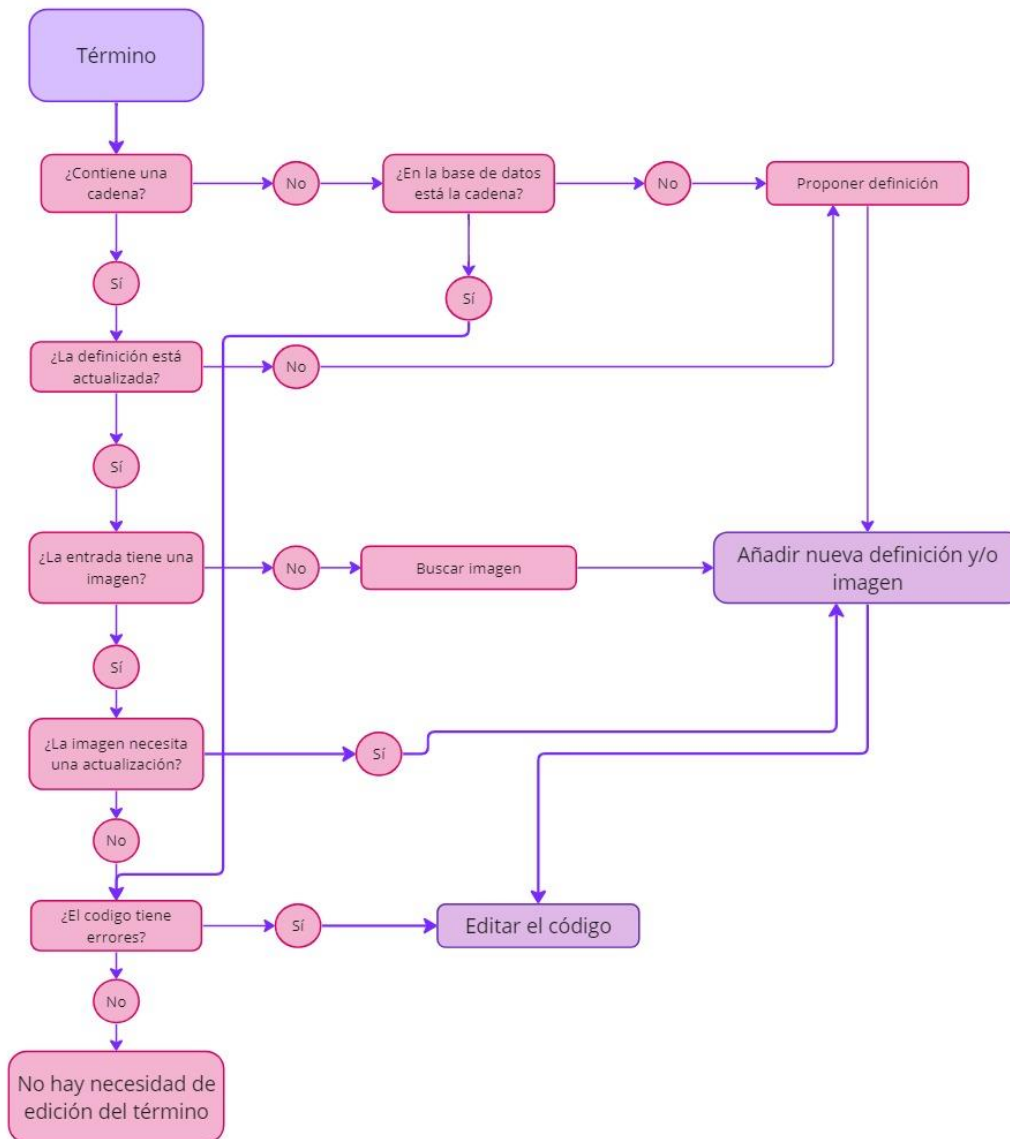 Término
¿Contiene una
cadena?
No
¿En la base de datos
está la cadena?
No
Proponer definición
Sí
Sí
¿La definición está
actualizada?
No
Sí
¿La entrada tiene una
imagen?
No
Buscar imagen
Añadir nueva definición y/o
imagen
Sí
¿La imagen necesita
una actualización?
Sí
No
¿El codigo tiene
errores?
Sí
Editar el código
No
No hay necesidad de
edición del término